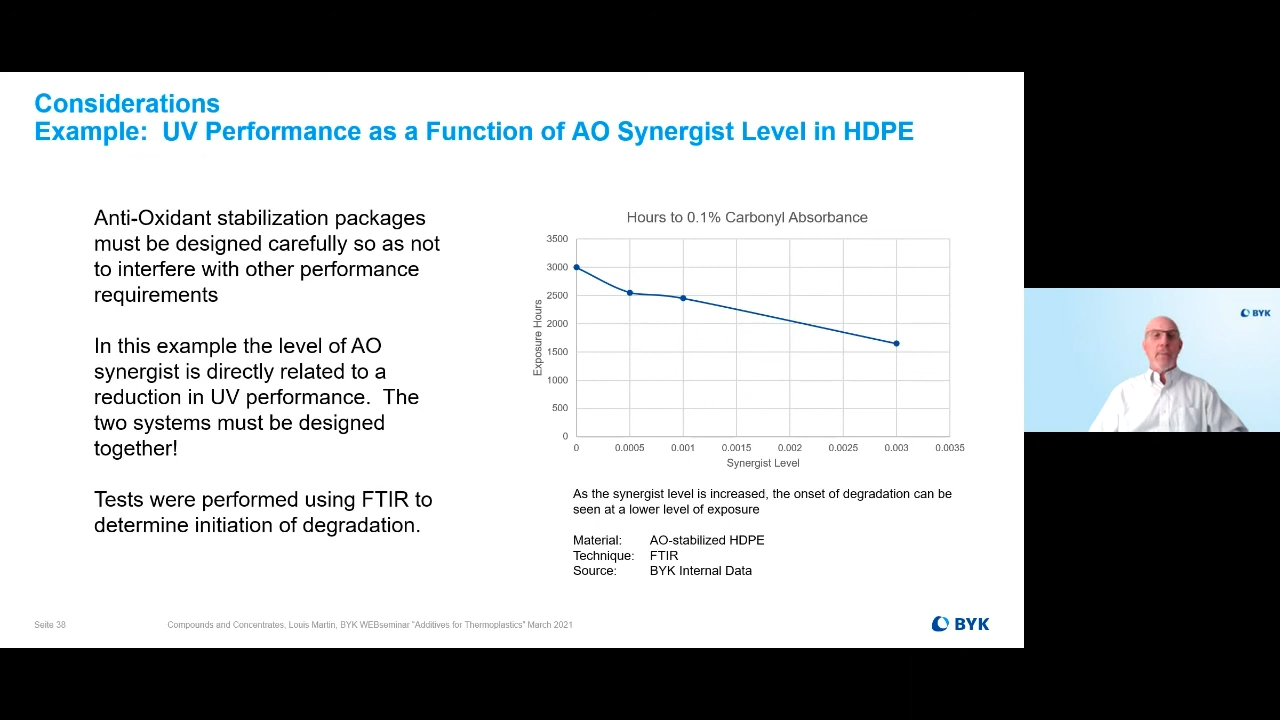 Considerations
Example: UV Performance as a Function of AO Synergist Level in HDPE
Anti-Oxidant stabilization packages
must be designed carefully so as not
to interfere with other performance
requirements
In this example the level of AO
synergist is directly related to a
reduction in UV performance. The
two systems must be designed
together!
Tests were performed using FTIR to
determine initiation of degradation.
Hours to 0.1% Carbonyl Absorbance
Exposure Hours
3500
3000
2500
2000
1500
1000
500
0
0 0.0005 0.001 0.0015 0.002 0.0025 0.003 0.0035
Synergist Level
As the synergist level is increased, the onset of degradation can be
seen at a lower level of exposure
Material: AO-stabilized HDPE
Technique: FTIR
Source: BYK Internal Data
Seite 38
Compounds and Concentrates, Louis Martin, BYK WEBseminar "Additives for Thermoplastics" March 2021
BYK
BYK